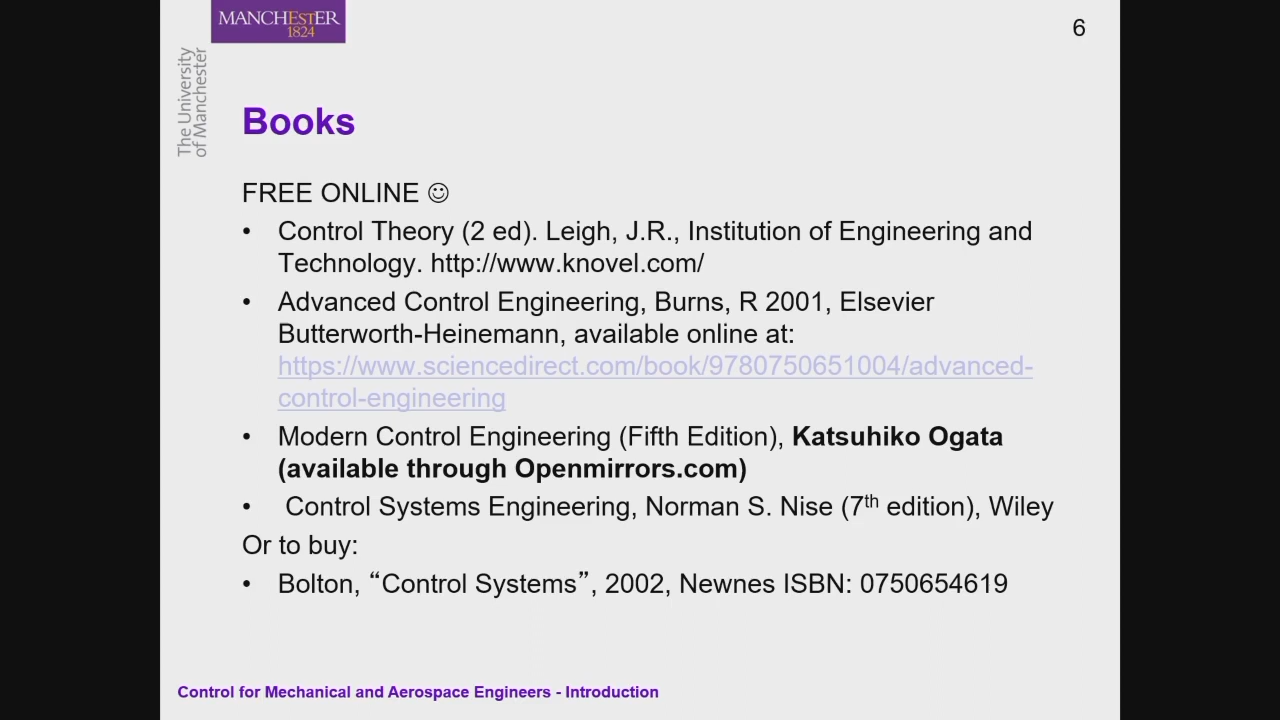 MANCHESTER
1824
The University
of Manchester
6
Books
FREE ONLINE ☺
• Control Theory (2 ed). Leigh, J.R., Institution of Engineering and
Technology. http://www.knovel.com/
• Advanced Control Engineering, Burns, R 2001, Elsevier
Butterworth-Heinemann, available online at:
https://www.sciencedirect.com/book/9780750651004/advanced-
control-engineering
• Modern Control Engineering (Fifth Edition), Katsuhiko Ogata
(available through Openmirrors.com)
• Control Systems Engineering, Norman S. Nise (7th edition), Wiley
Or to buy:
• Bolton, “Control Systems”, 2002, Newnes ISBN: 0750654619
Control for Mechanical and Aerospace Engineers - Introduction